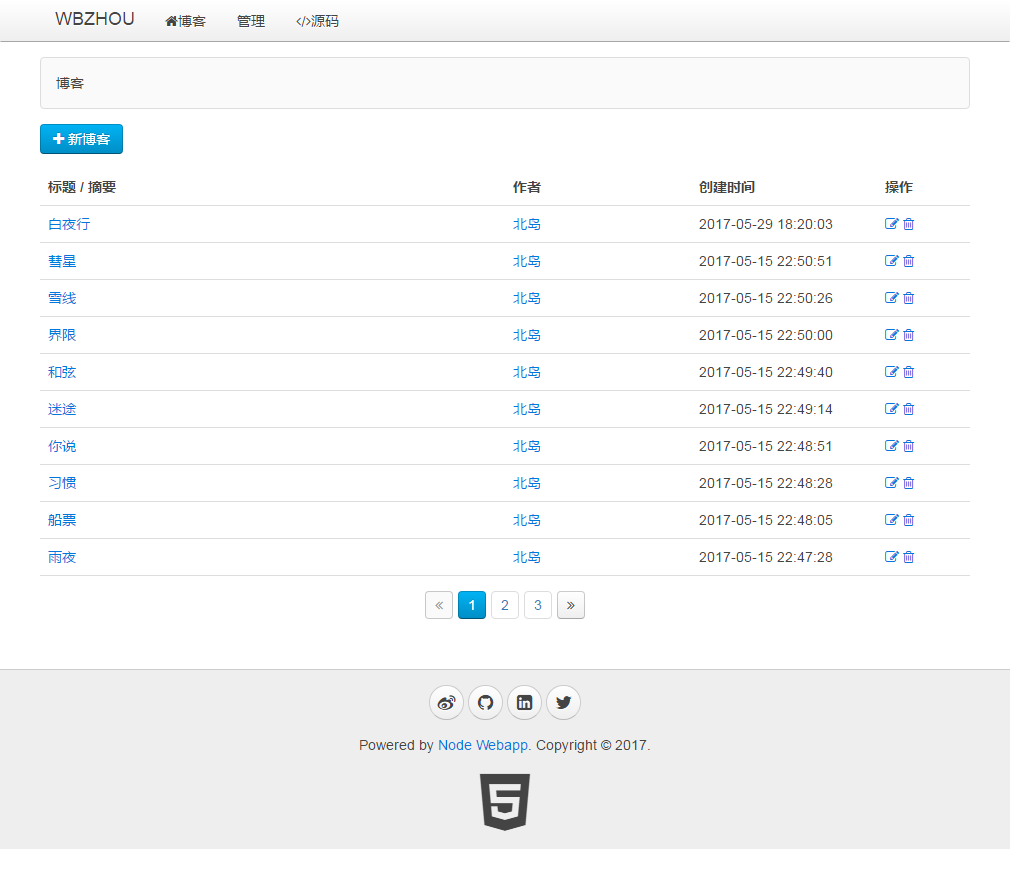 WBZHOU 博客 管理 </>源码
博客
新博客
标题 / 摘要 作者 创建时间 操作
白夜行 北岛 2017-05-29 18:20:03
彗星 北岛 2017-05-15 22:50:51
雪线 北岛 2017-05-15 22:50:26
界限 北岛 2017-05-15 22:50:00
和弦 北岛 2017-05-15 22:49:40
迷途 北岛 2017-05-15 22:49:14
你说 北岛 2017-05-15 22:48:51
习惯 北岛 2017-05-15 22:48:28
船票 北岛 2017-05-15 22:48:05
雨夜 北岛 2017-05-15 22:47:28
« 1 2 3 »
Powered by Node Webapp. Copyright © 2017.